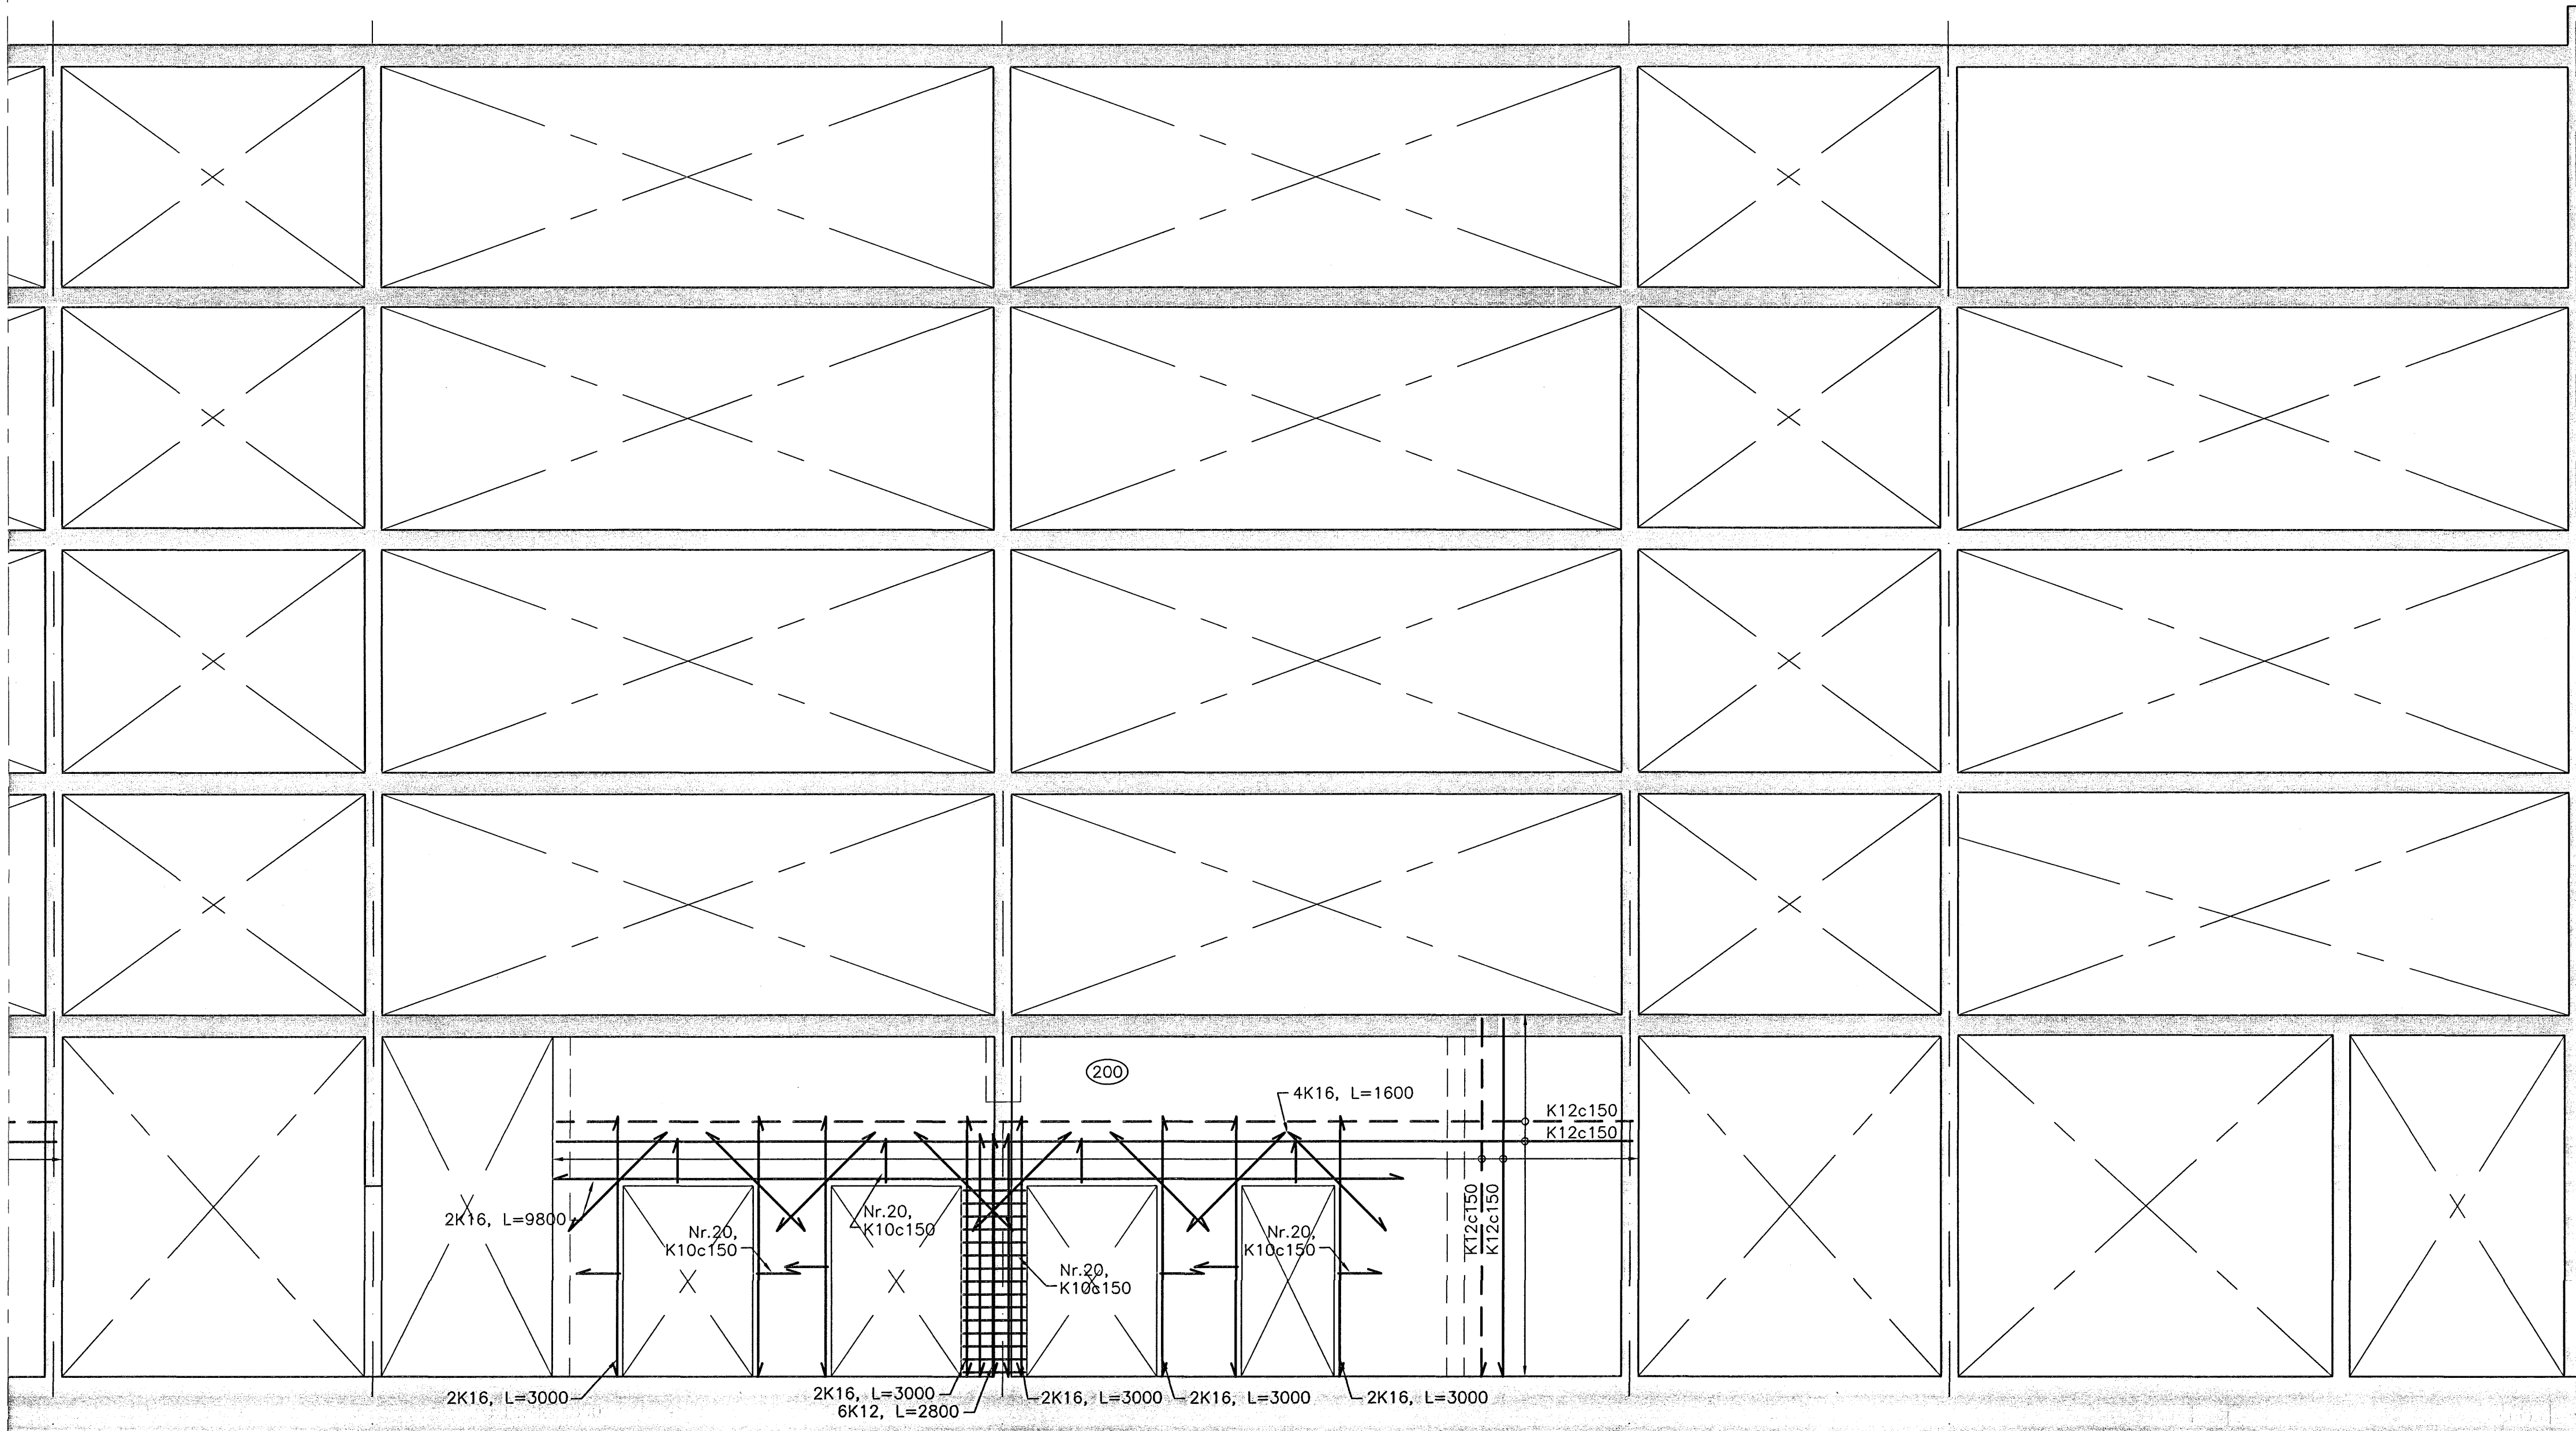 200
4K16, L=1600
K12c150
K12c150
2K16, L=9800
Nr.20,
K10c150
Nr.20,
K10c150
Nr.20,
K10c150
Nr.20,
K10c150
K12c150
K12c150
2K16, L=3000
2K16, L=3000
6K12, L=2800
2K16, L=3000
2K16, L=3000
2K16, L=3000